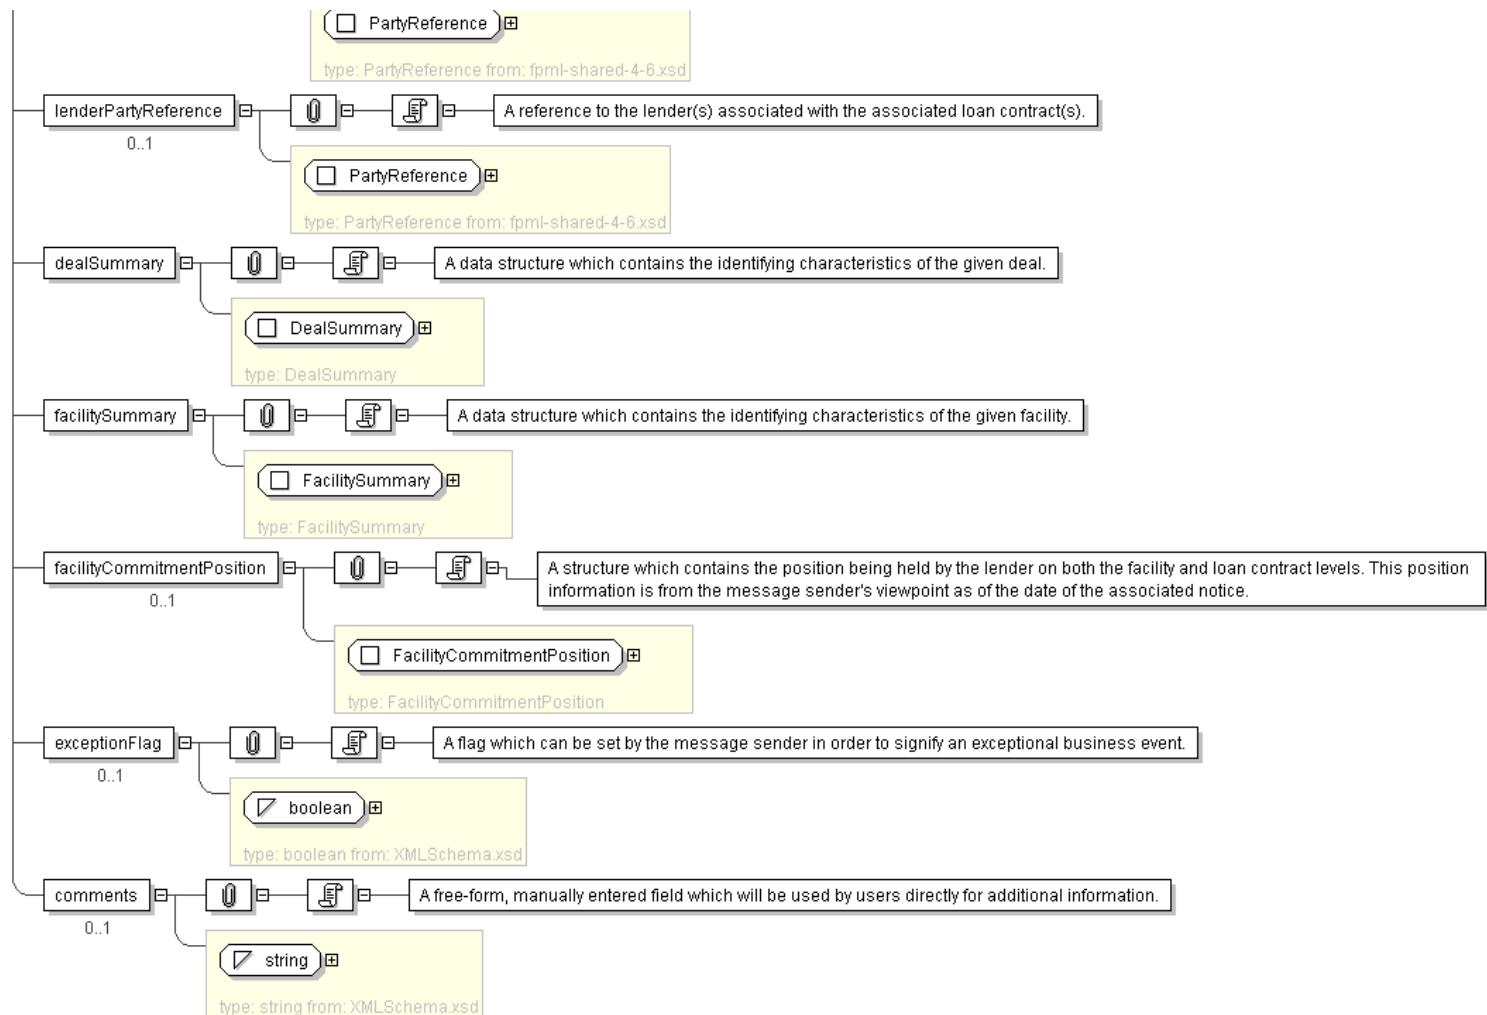 PartyReference
type: PartyReference from: fpml-shared-4-6.xsd
lenderPartyReference
A reference to the lender(s) associated with the associated loan contract(s).
0..1
PartyReference
type: PartyReference from: fpml-shared-4-6.xsd
dealSummary
A data structure which contains the identifying characteristics of the given deal.
DealSummary
type: DealSummary
facilitySummary
A data structure which contains the identifying characteristics of the given facility.
FacilitySummary
type: FacilitySummary
facilityCommitmentPosition
A structure which contains the position being held by the lender on both the facility and loan contract levels. This position
information is from the message sender's viewpoint as of the date of the associated notice.
0..1
FacilityCommitmentPosition
type: FacilityCommitmentPosition
exceptionFlag
A flag which can be set by the message sender in order to signify an exceptional business event.
0..1
boolean
type: boolean from: XMLSchema.xsd
comments
A free-form, manually entered field which will be used by users directly for additional information.
0..1
string
type: string from: XMLSchema.xsd